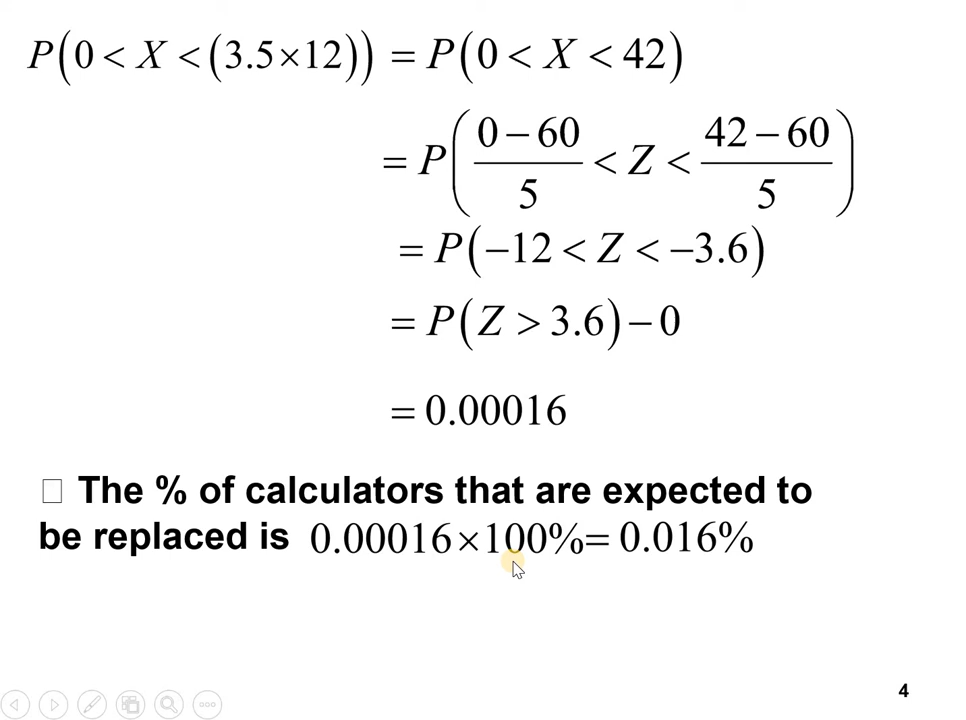 P(0 < X < (3.5×12)) = P(0 < X < 42)
= P((0 − 60)/5 < Z < (42 − 60)/5)
= P(−12 < Z < −3.6)
= P(Z > 3.6) − 0
= 0.00016
□ The % of calculators that are expected to
be replaced is 0.00016 × 100% = 0.016%
4